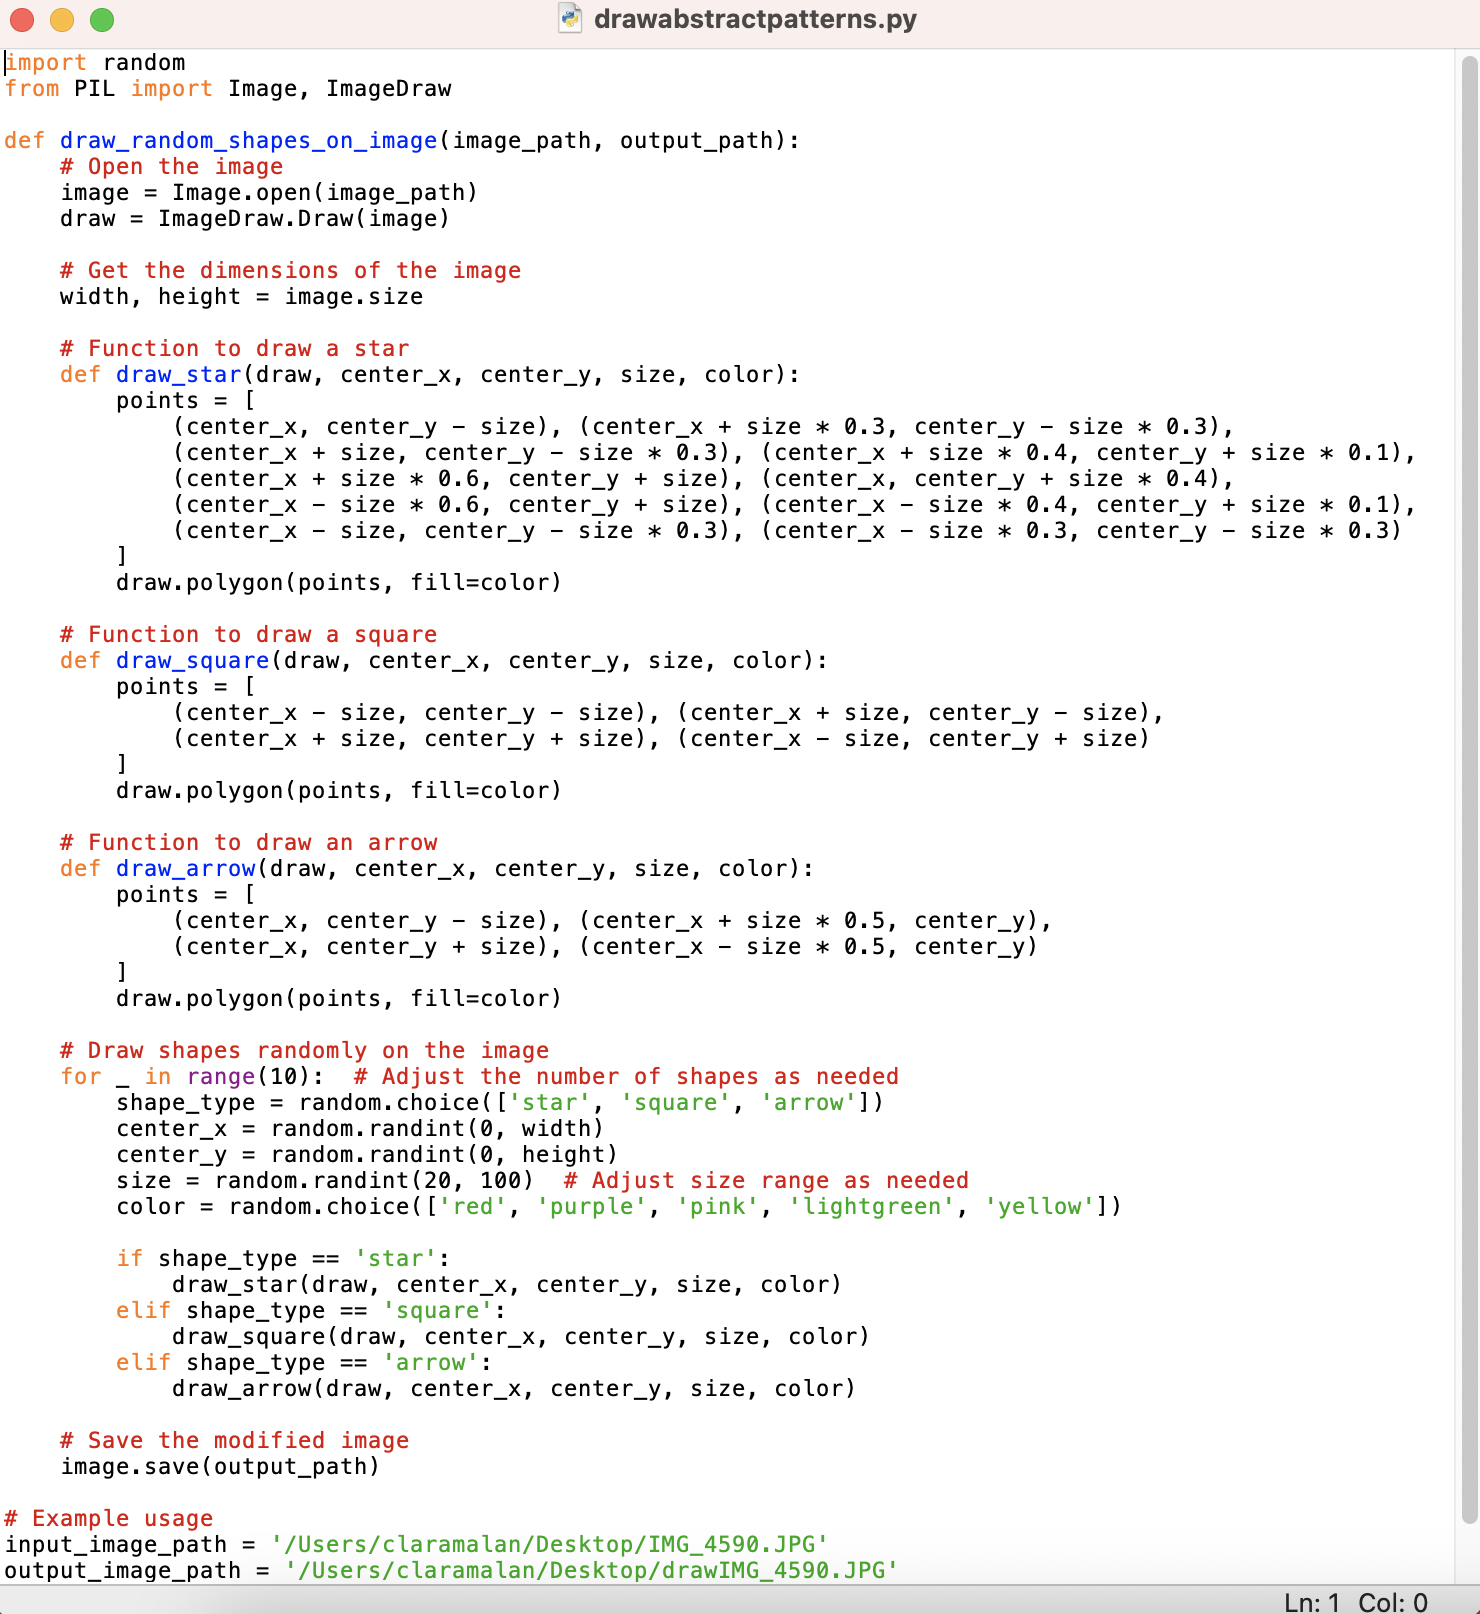 drawabstractpatterns.py
import random
from PIL import Image, ImageDraw

def draw_random_shapes_on_image(image_path, output_path):
    # Open the image
    image = Image.open(image_path)
    draw = ImageDraw.Draw(image)

    # Get the dimensions of the image
    width, height = image.size

    # Function to draw a star
    def draw_star(draw, center_x, center_y, size, color):
        points = [
            (center_x, center_y - size), (center_x + size * 0.3, center_y - size * 0.3),
            (center_x + size, center_y - size * 0.3), (center_x + size * 0.4, center_y + size * 0.1),
            (center_x + size * 0.6, center_y + size), (center_x, center_y + size * 0.4),
            (center_x - size * 0.6, center_y + size), (center_x - size * 0.4, center_y + size * 0.1),
            (center_x - size, center_y - size * 0.3), (center_x - size * 0.3, center_y - size * 0.3)
        ]
        draw.polygon(points, fill=color)

    # Function to draw a square
    def draw_square(draw, center_x, center_y, size, color):
        points = [
            (center_x - size, center_y - size), (center_x + size, center_y - size),
            (center_x + size, center_y + size), (center_x - size, center_y + size)
        ]
        draw.polygon(points, fill=color)

    # Function to draw an arrow
    def draw_arrow(draw, center_x, center_y, size, color):
        points = [
            (center_x, center_y - size), (center_x + size * 0.5, center_y),
            (center_x, center_y + size), (center_x - size * 0.5, center_y)
        ]
        draw.polygon(points, fill=color)

    # Draw shapes randomly on the image
    for _ in range(10):  # Adjust the number of shapes as needed
        shape_type = random.choice(['star', 'square', 'arrow'])
        center_x = random.randint(0, width)
        center_y = random.randint(0, height)
        size = random.randint(20, 100)  # Adjust size range as needed
        color = random.choice(['red', 'purple', 'pink', 'lightgreen', 'yellow'])

        if shape_type == 'star':
            draw_star(draw, center_x, center_y, size, color)
        elif shape_type == 'square':
            draw_square(draw, center_x, center_y, size, color)
        elif shape_type == 'arrow':
            draw_arrow(draw, center_x, center_y, size, color)

    # Save the modified image
    image.save(output_path)

# Example usage
input_image_path = '/Users/claramalan/Desktop/IMG_4590.JPG'
output_image_path = '/Users/claramalan/Desktop/drawIMG_4590.JPG'
Ln: 1 Col: 0